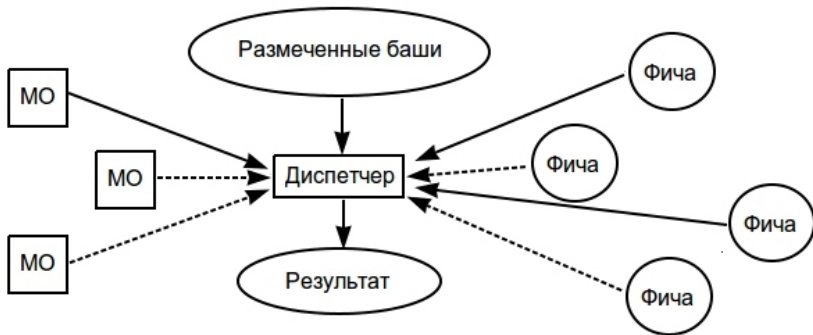 Размеченные баши
МО
Фича
МО
Диспетчер
Фича
МО
Фича
Результат
Фича